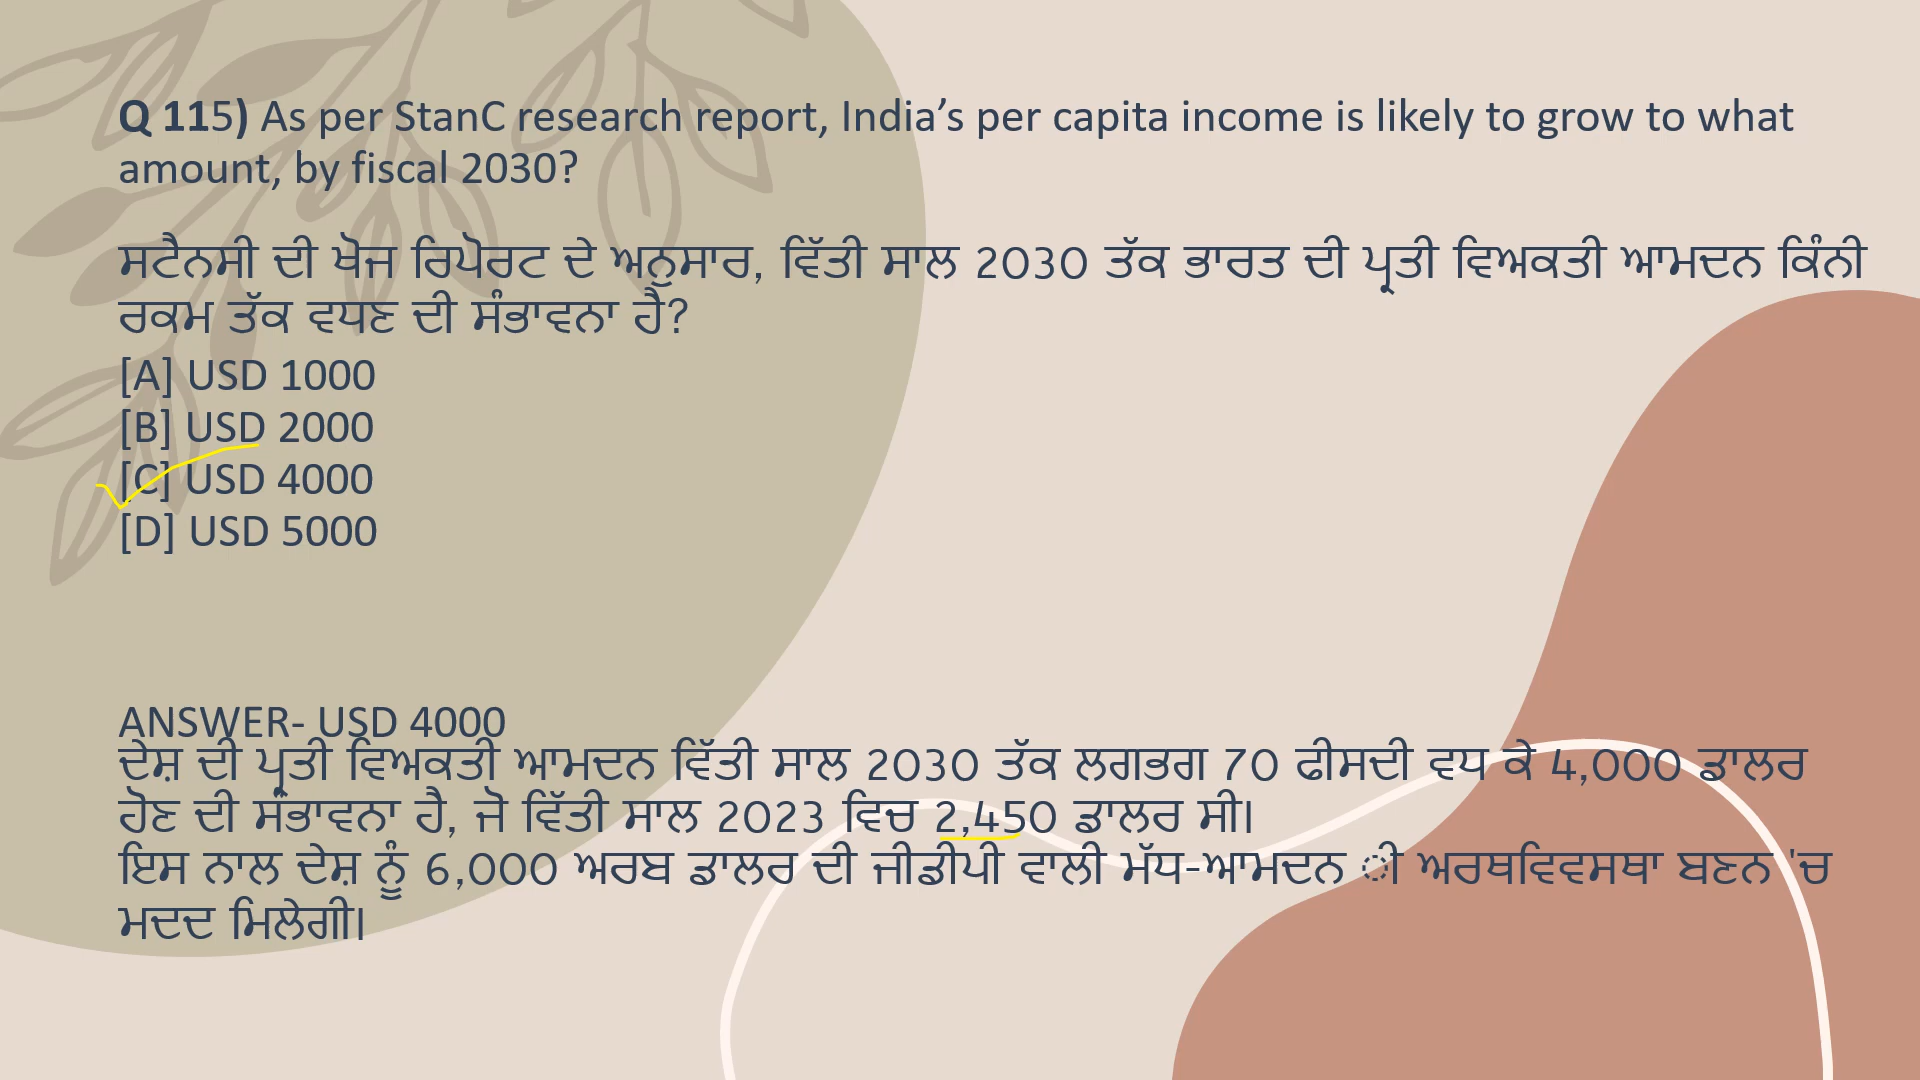 Q 115) As per StanC research report, India’s per capita income is likely to grow to what
amount, by fiscal 2030?
ਸਟੈਨਸੀ ਦੀ ਖੋਜ ਰਿਪੋਰਟ ਦੇ ਅਨੁਸਾਰ, ਵਿੱਤੀ ਸਾਲ 2030 ਤੱਕ ਭਾਰਤ ਦੀ ਪ੍ਰਤੀ ਵਿਅਕਤੀ ਆਮਦਨ ਕਿੰਨੀ
ਰਕਮ ਤੱਕ ਵਧਣ ਦੀ ਸੰਭਾਵਨਾ ਹੈ?
[A] USD 1000
[B] USD 2000
[C] USD 4000
[D] USD 5000
ANSWER- USD 4000
ਦੇਸ਼ ਦੀ ਪ੍ਰਤੀ ਵਿਅਕਤੀ ਆਮਦਨ ਵਿੱਤੀ ਸਾਲ 2030 ਤੱਕ ਲਗਭਗ 70 ਫੀਸਦੀ ਵਧ ਕੇ 4,000 ਡਾਲਰ
ਹੋਣ ਦੀ ਸੰਭਾਵਨਾ ਹੈ, ਜੋ ਵਿੱਤੀ ਸਾਲ 2023 ਵਿਚ 2,450 ਡਾਲਰ ਸੀ।
ਇਸ ਨਾਲ ਦੇਸ਼ ਨੂੰ 6,000 ਅਰਬ ਡਾਲਰ ਦੀ ਜੀਡੀਪੀ ਵਾਲੀ ਮੱਧ-ਆਮਦਨ ੀ ਅਰਥਵਿਵਸਥਾ ਬਣਨ 'ਚ
ਮਦਦ ਮਿਲੇਗੀ।